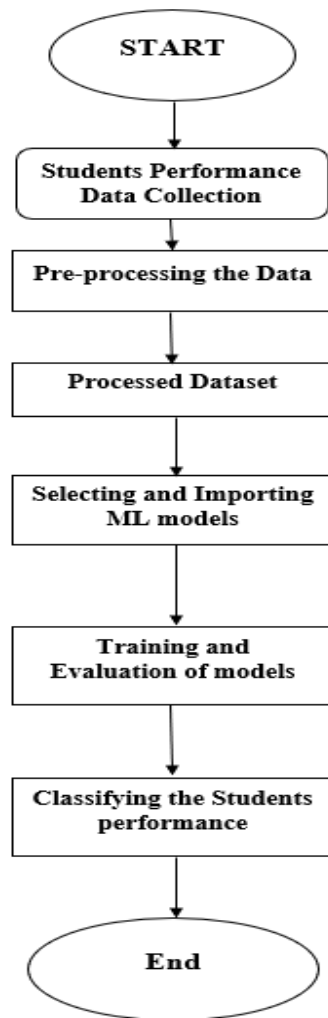 START
Students Performance
Data Collection
Pre-processing the Data
Processed Dataset
Selecting and Importing
ML models
Training and
Evaluation of models
Classifying the Students
performance
End